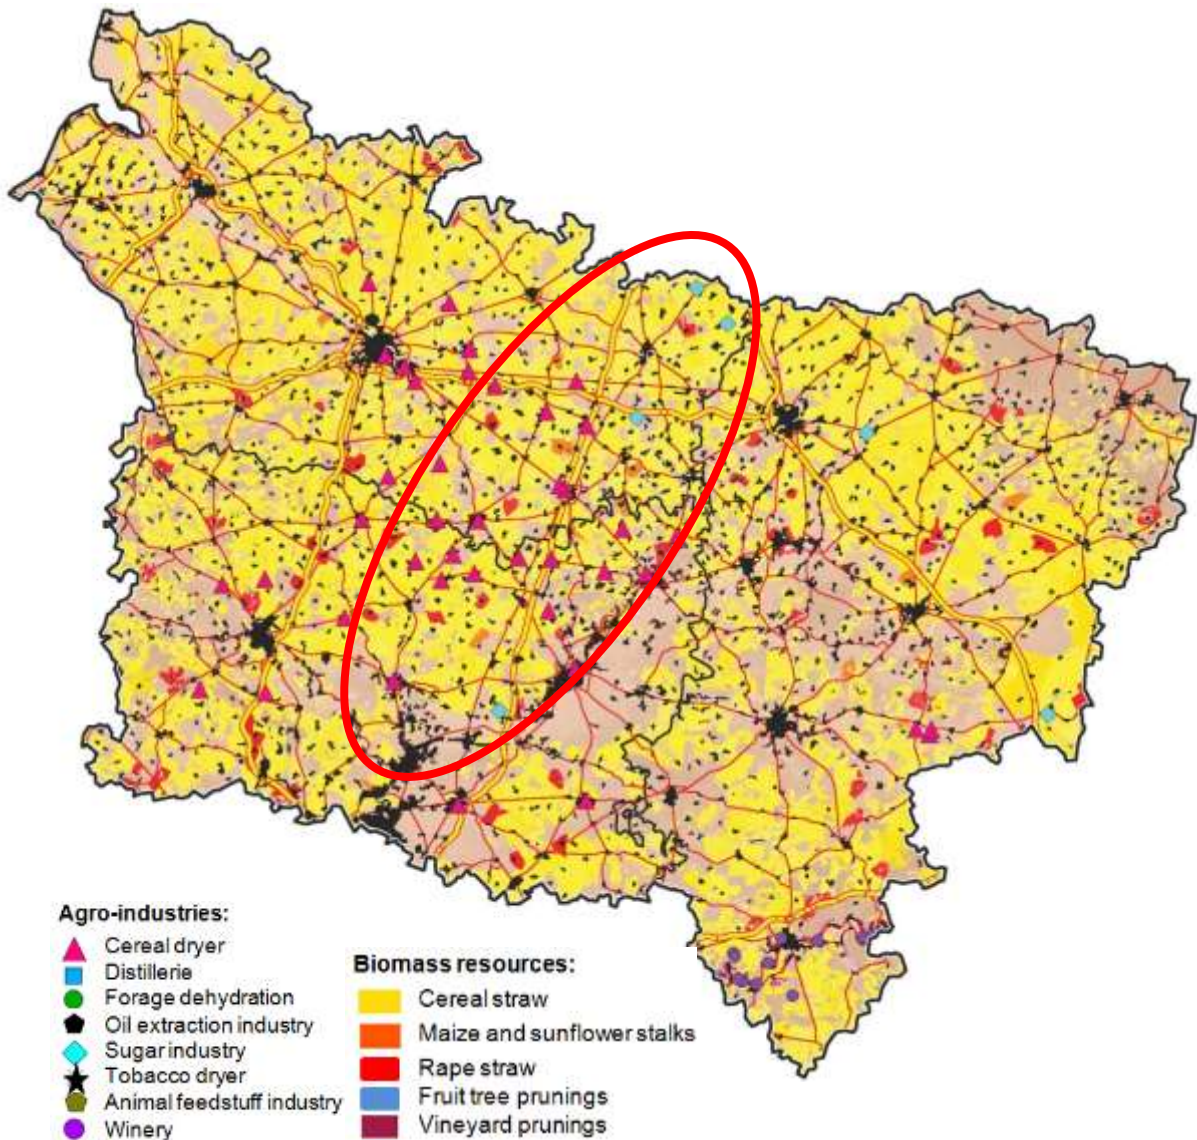 Agro-industries:
Cereal dryer
Distillerie
Forage dehydration
Oil extraction industry
Sugar industry
Tobacco dryer
Animal feedstuff industry
Winery
Biomass resources:
Cereal straw
Maize and sunflower stalks
Rape straw
Fruit tree prunings
Vineyard prunings